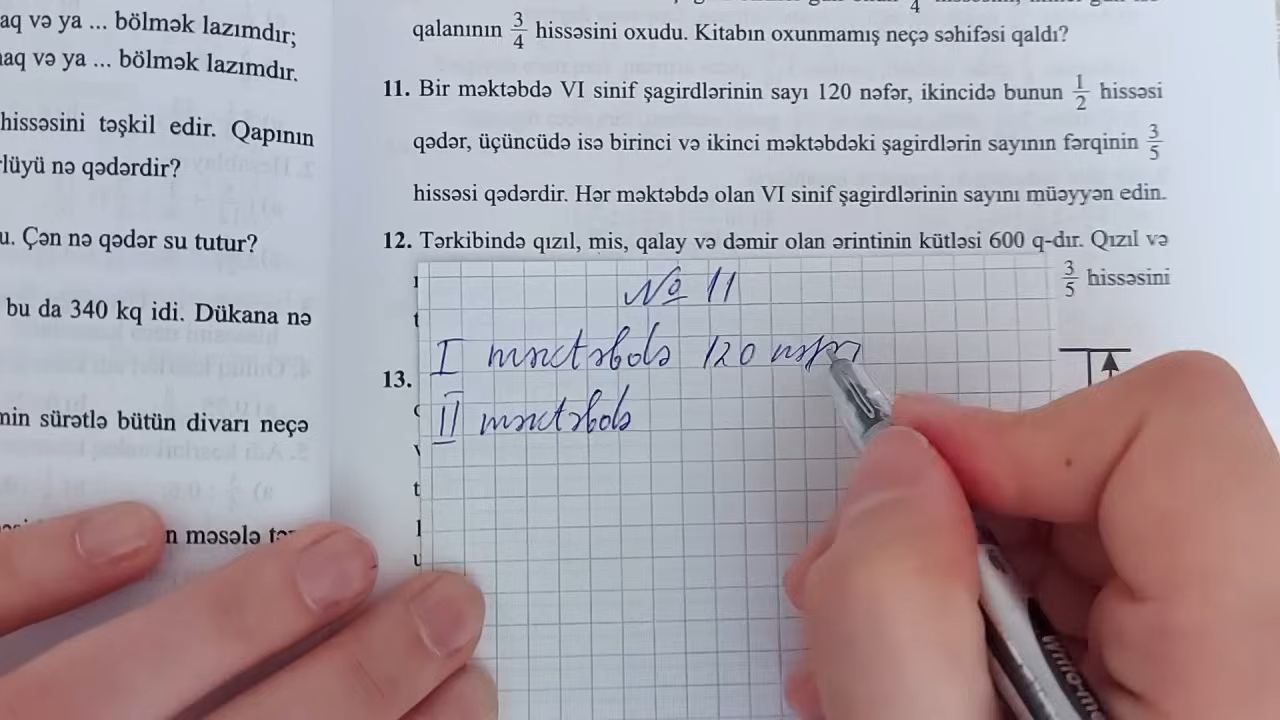 aq və ya ... bölmək lazımdır;
aq və ya ... bölmək lazımdır.
hissəsini təşkil edir. Qapının
nə qədərdir?
u. Çən nə qədər su tutur?
bu da 340 kq idi. Dükana nə
sürətlə bütün divarı neçə
n məsələ
qalanının 3/4 hissəsini oxudu. Kitabın oxunmamış neçə səhifəsi qaldı?
11. Bir məktəbdə VI sinif şagirdlərinin sayı 120 nəfər, ikincidə bunun 1/2 hissəsi
qədər, üçüncüdə isə birinci və ikinci məktəbdəki şagirdlərin sayının fərqinin 3/5
hissəsi qədərdir. Hər məktəbdə olan VI sinif şagirdlərinin sayını müəyyən edin.
12. Tərkibində qızıl, mis, qalay və dəmir olan ərintinin kütləsi 600 q-dır. Qızıl və
3/5 hissəsini
13.
№ 11
I məktəbdə 120 nəfər
II məktəbdə